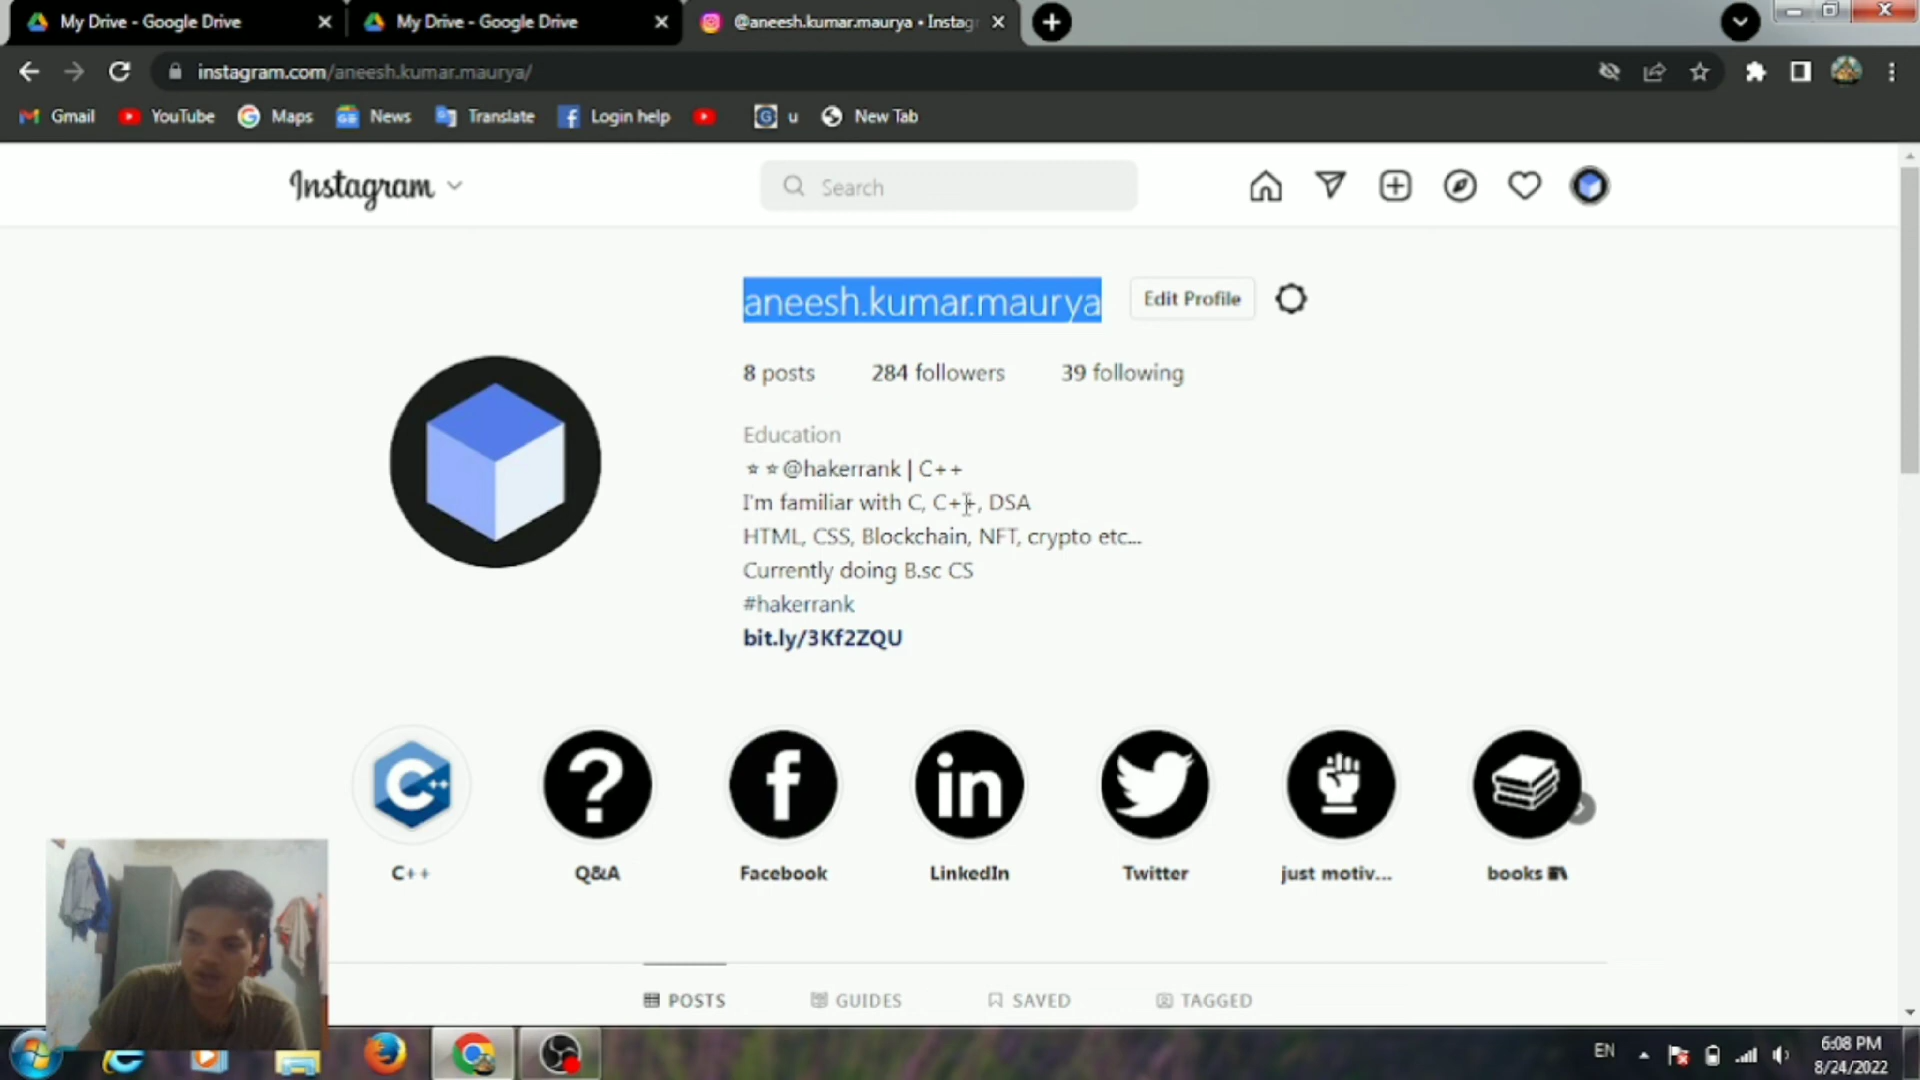 My Drive - Google Drive
My Drive - Google Drive
@aneesh.kumar.maurya • Instag
instagram.com/aneesh.kumar.maurya/
Gmail
YouTube
Maps
News
Translate
Login help
u
New Tab
Instagram
Search
aneesh.kumar.maurya
Edit Profile
8 posts
284 followers
39 following
Education
⭐⭐@hakerrank | C++
I'm familiar with C, C++, DSA
HTML, CSS, Blockchain, NFT, crypto etc...
Currently doing B.sc CS
#hakerrank
bit.ly/3Kf2ZQU
C++
Q&A
Facebook
LinkedIn
Twitter
just motiv...
books
POSTS
GUIDES
SAVED
TAGGED
EN
6:08 PM
8/24/2022